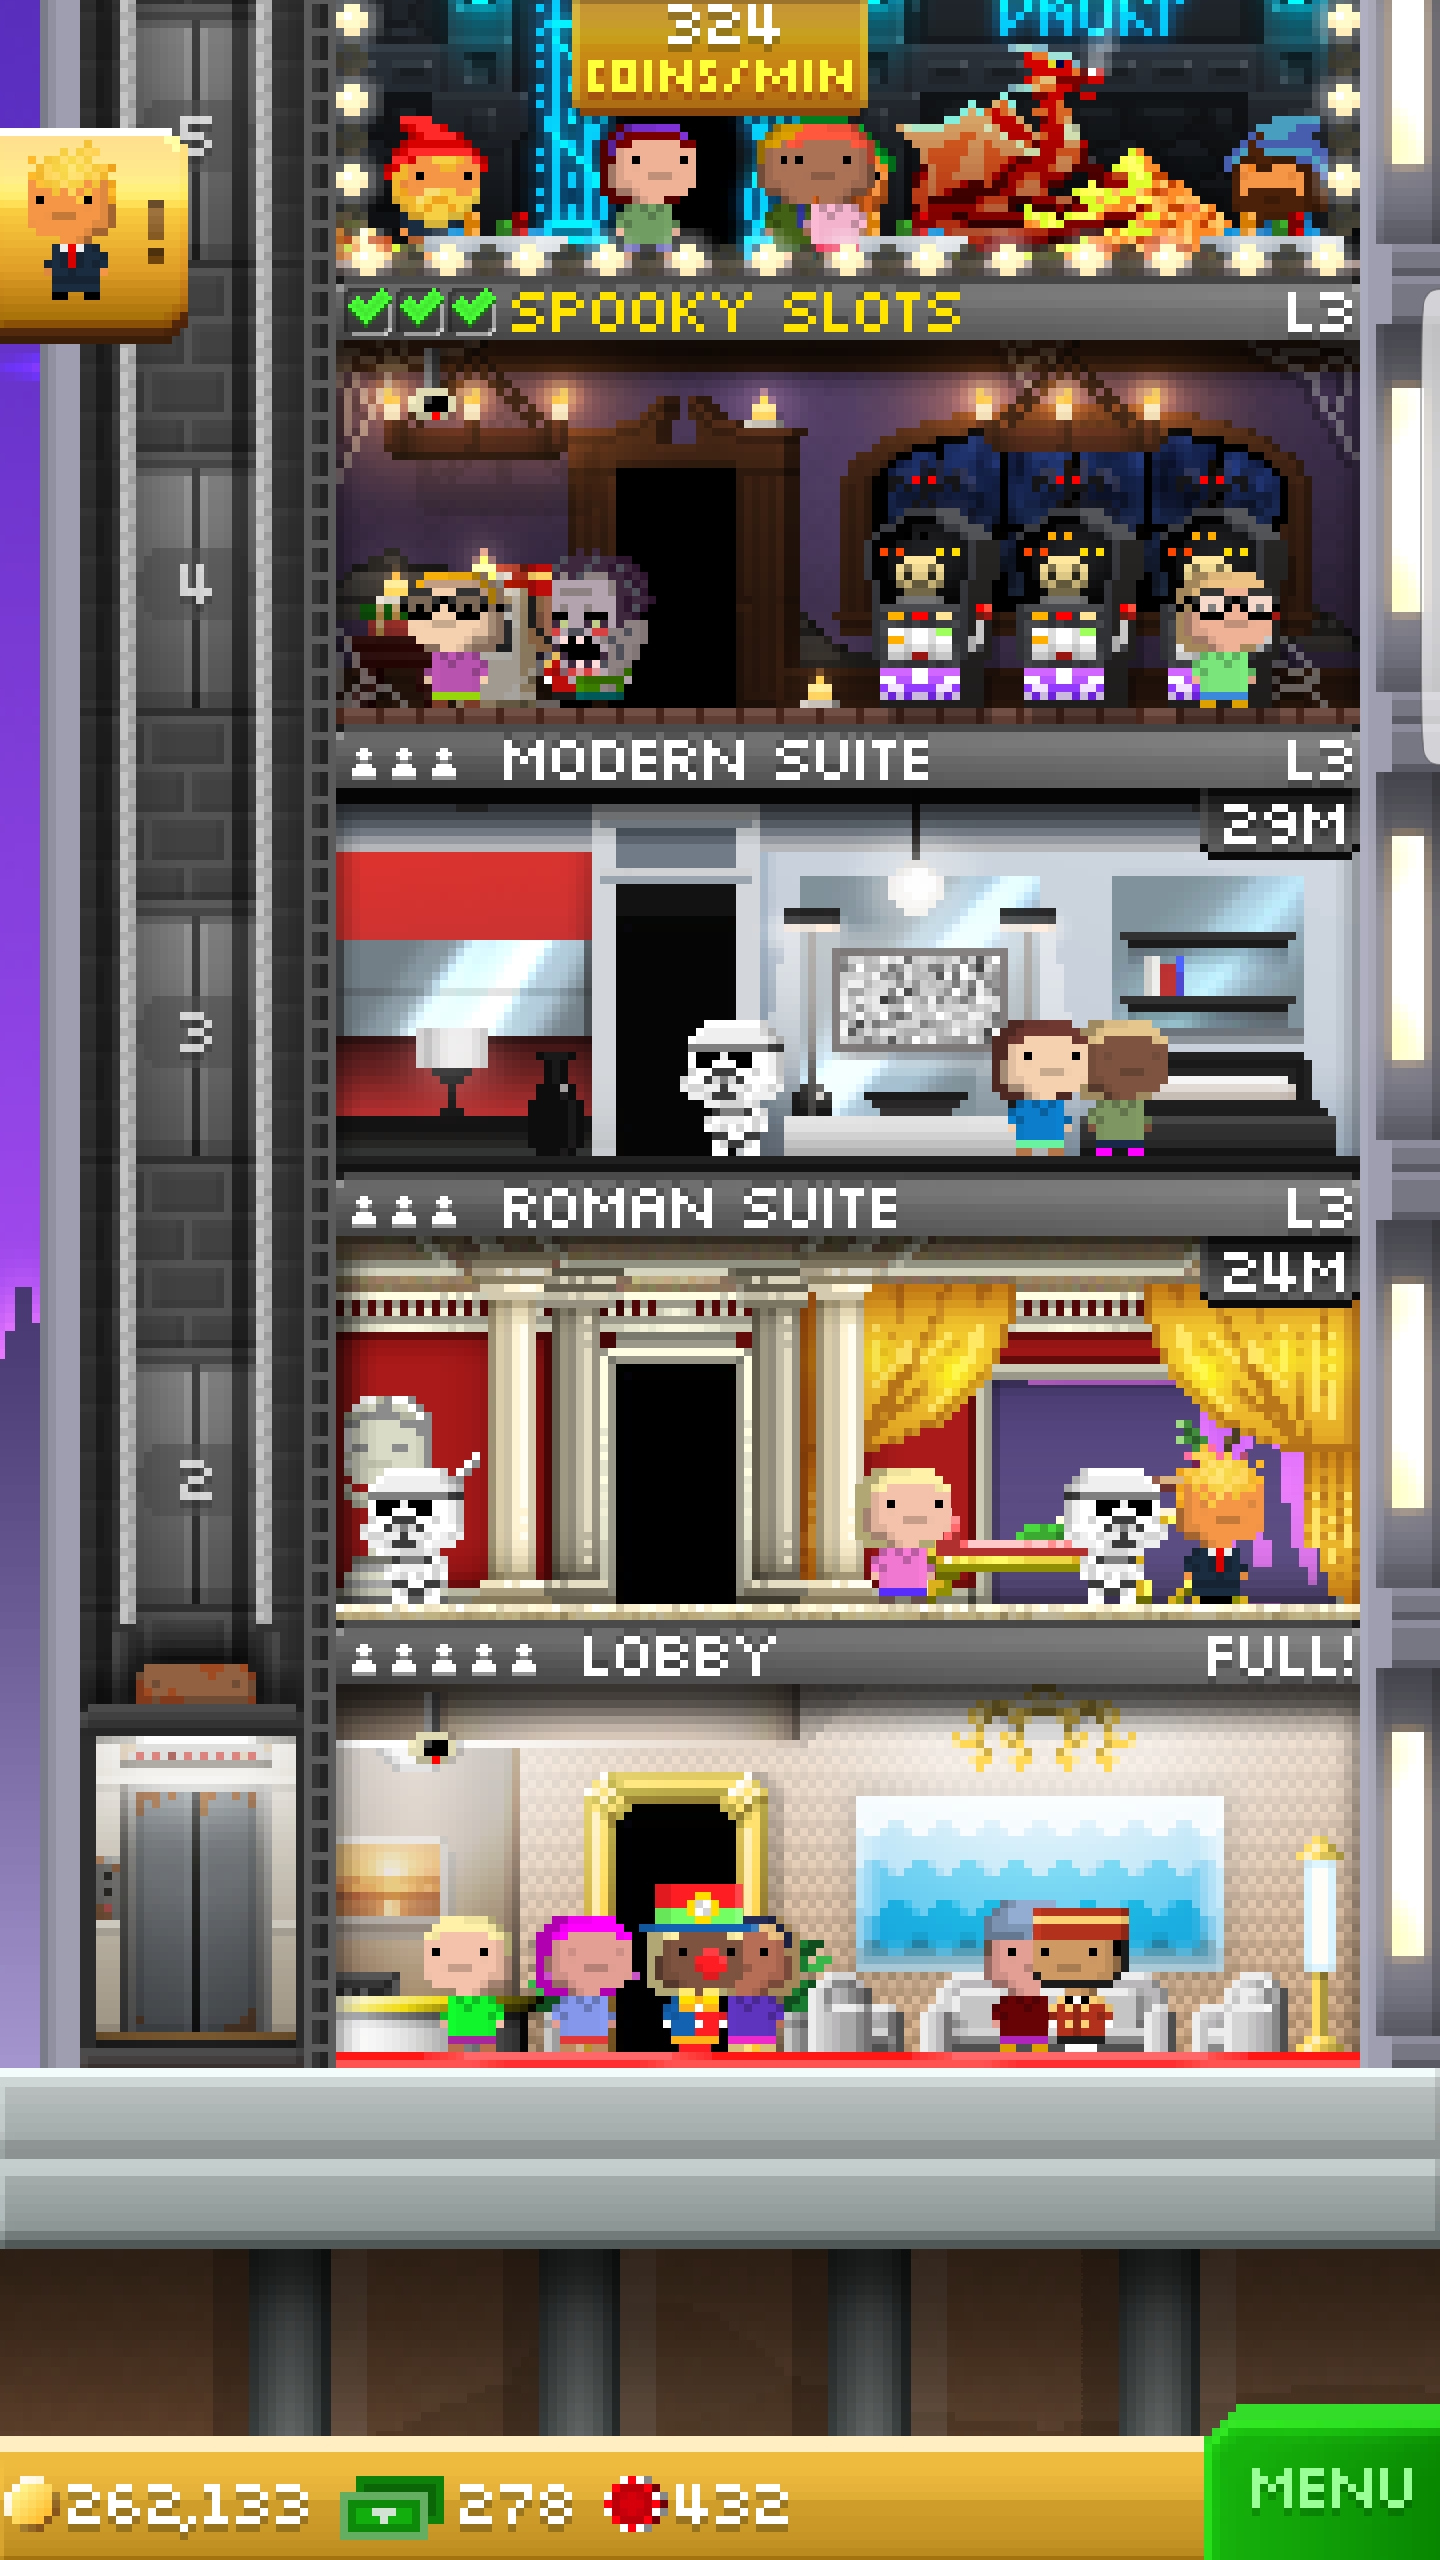 324
COINS/MIN
5
!
SPOOKY SLOTS L3
4
MODERN SUITE L3
29M
3
ROMAN SUITE L3
24M
2
LOBBY FULL!
262,133 278 432
MENU